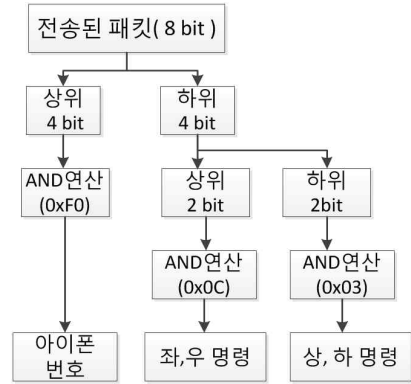 전송된 패킷( 8 bit )
상위
4 bit
하위
4 bit
AND연산
(0xF0)
상위
2 bit
하위
2bit
AND연산
(0x0C)
AND연산
(0x03)
아이폰
번호
좌,우 명령
상, 하 명령